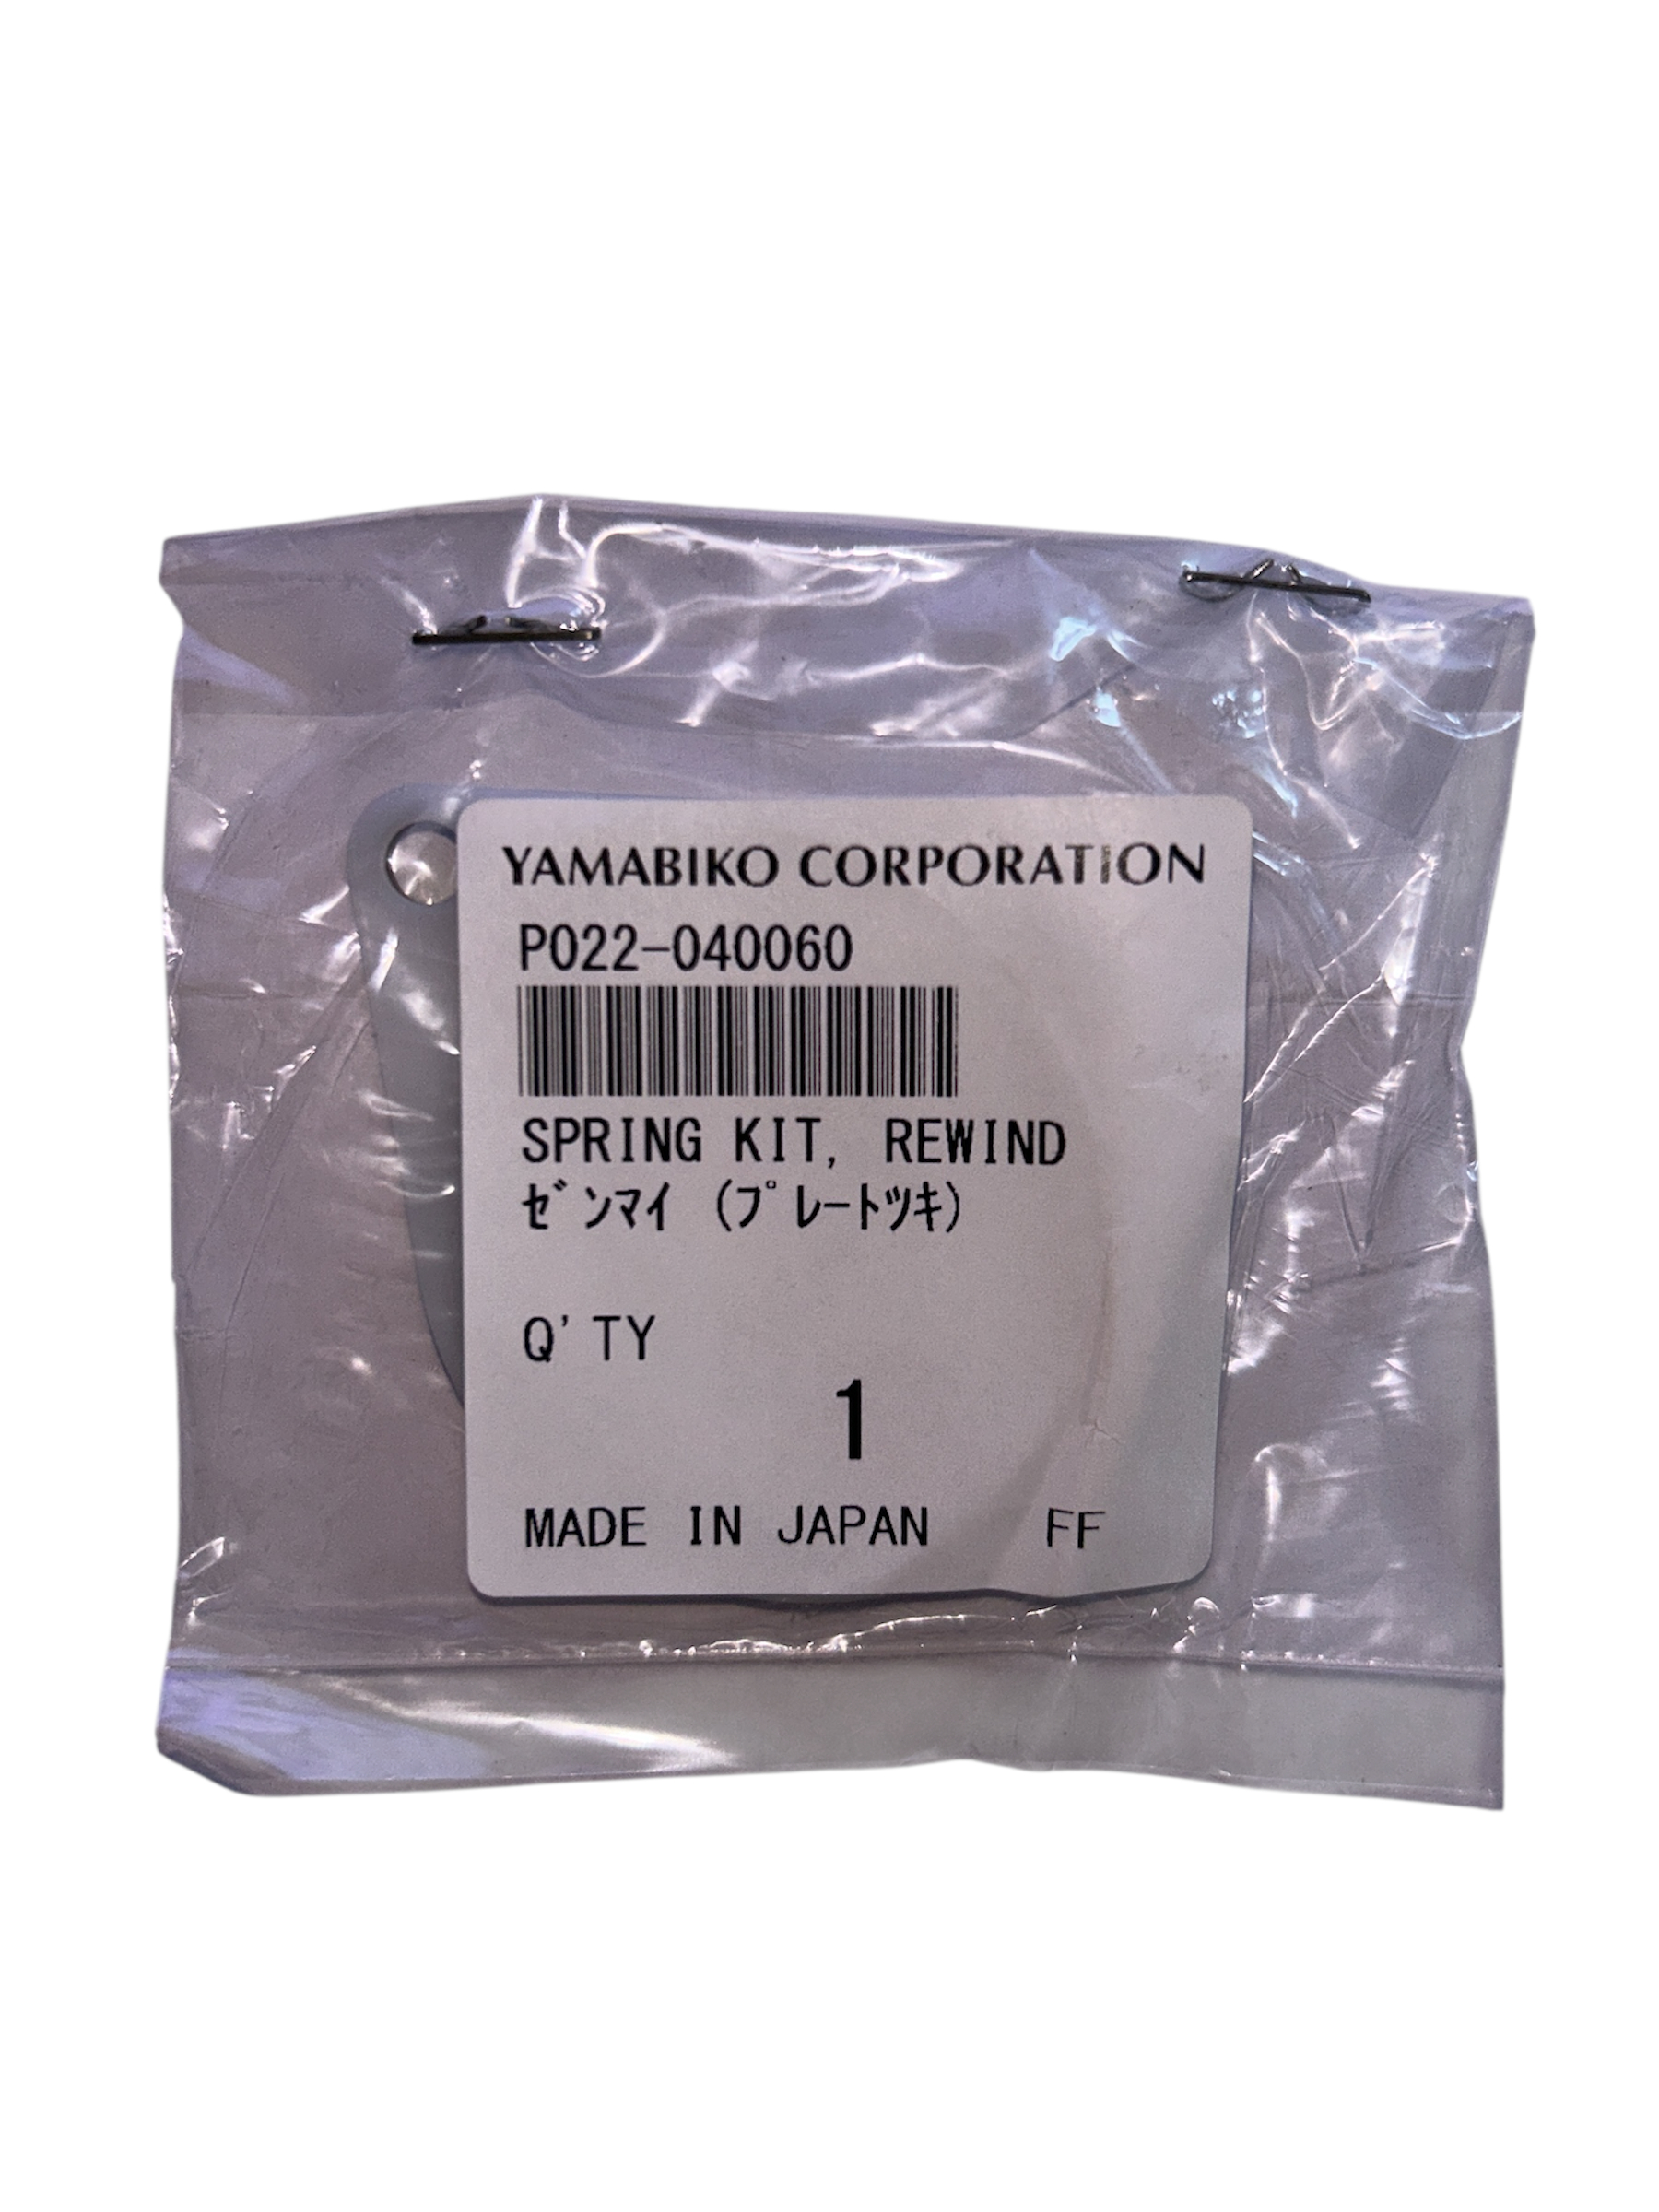 YAMABIKO CORPORATION
P022-040060
SPRING KIT, REWIND
ｾﾞﾝﾏｲ (ﾌﾟﾚｰﾄﾂｷ)
Q'TY
1
MADE IN JAPAN FF